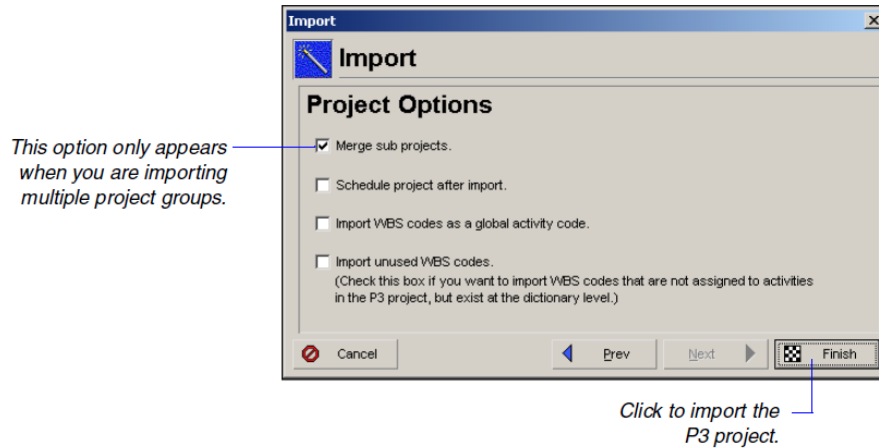 Import
Import
Project Options
This option only appears
when you are importing
multiple project groups.
Merge sub projects.
Schedule project after import.
Import WBS codes as a global activity code.
Import unused WBS codes.
(Check this box if you want to import WBS codes that are not assigned to activities
in the P3 project, but exist at the dictionary level.)
Cancel
Prev
Next
Finish
Click to import the
P3 project.